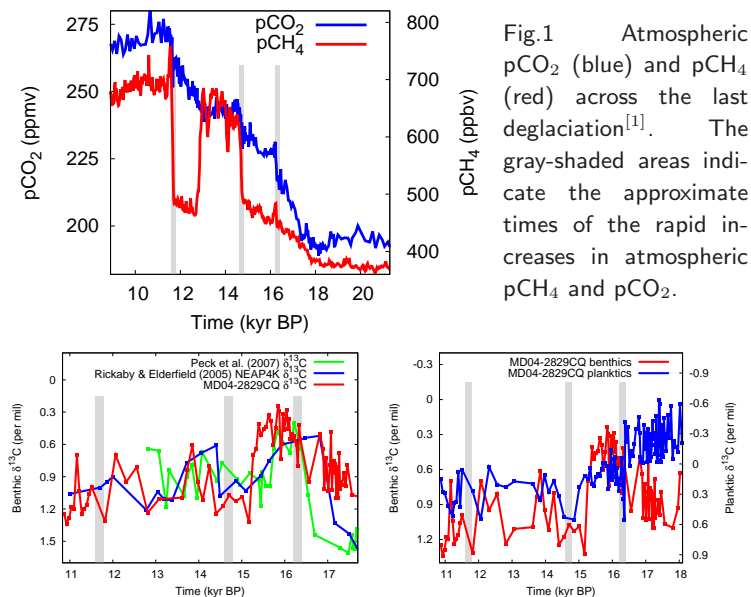 pCO2
pCH4
275
250
225
200
pCO2 (ppmv)
800
700
600
500
400
pCH4 (ppbv)
10 12 14 16 18 20
Time (kyr BP)
Fig.1 Atmospheric
pCO2 (blue) and pCH4
(red) across the last
deglaciation[1]. The
gray-shaded areas indi-
cate the approximate
times of the rapid in-
creases in atmospheric
pCH4 and pCO2.
Peck et al. (2007) δ13C
Rickaby & Elderfield (2005) NEAP4K δ13C
MD04-2829CQ δ13C
0
0.3
0.6
0.9
1.2
1.5
Benthic δ13C (per mil)
11 12 13 14 15 16 17
Time (kyr BP)
MD04-2829CQ benthics
MD04-2829CQ planktics
-0.3
0
0.3
0.6
0.9
1.2
Benthic δ13C (per mil)
-0.9
-0.6
-0.3
0
0.3
0.6
0.9
Planktic δ13C (per mil)
11 12 13 14 15 16 17 18
Time (kyr BP)